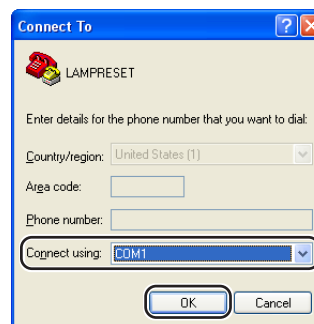 Connect To
LAMPRESET
Enter details for the phone number that you want to dial:
Country/region: United States (1)
Area code:
Phone number:
Connect using: COM1
OK Cancel